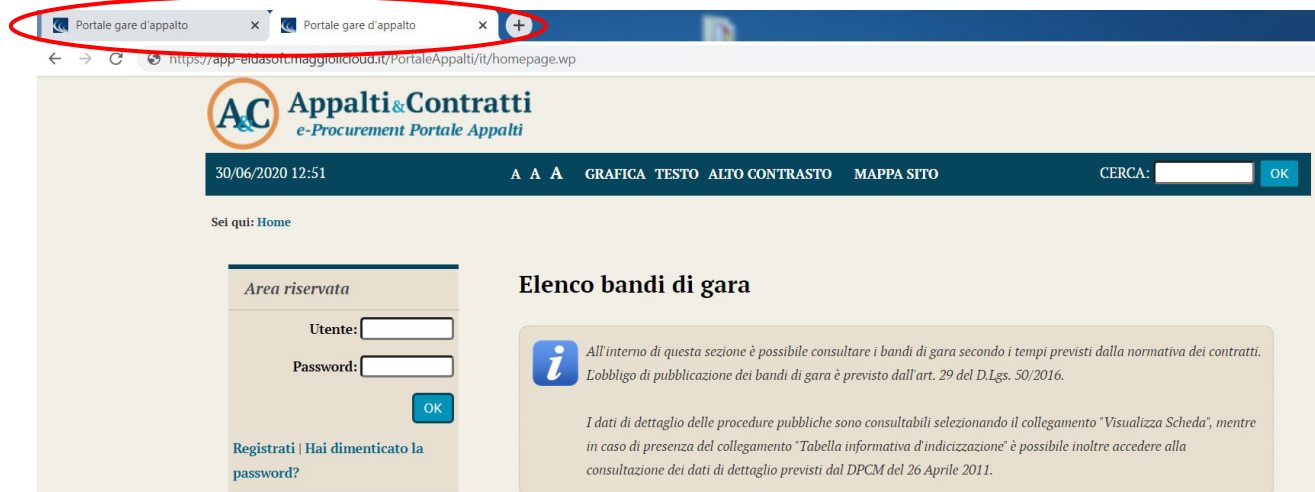 Portale gare d'appalto
Portale gare d'appalto
https://app-eldasoft.maggiolicloud.it/PortaleAppalti/it/homepage.wp
A&C Appalti&Contratti
e-Procurement Portale Appalti
30/06/2020 12:51 A A A GRAFICA TESTO ALTO CONTRASTO MAPPA SITO CERCA: OK
Sei qui: Home
Area riservata
Utente:
Password:
OK
Registrati | Hai dimenticato la
password?
Elenco bandi di gara
i
All'interno di questa sezione è possibile consultare i bandi di gara secondo i tempi previsti dalla normativa dei contratti.
L'obbligo di pubblicazione dei bandi di gara è previsto dall'art. 29 del D.Lgs. 50/2016.
I dati di dettaglio delle procedure pubbliche sono consultabili selezionando il collegamento "Visualizza Scheda", mentre
in caso di presenza del collegamento "Tabella informativa d'indicizzazione" è possibile inoltre accedere alla
consultazione dei dati di dettaglio previsti dal DPCM del 26 Aprile 2011.